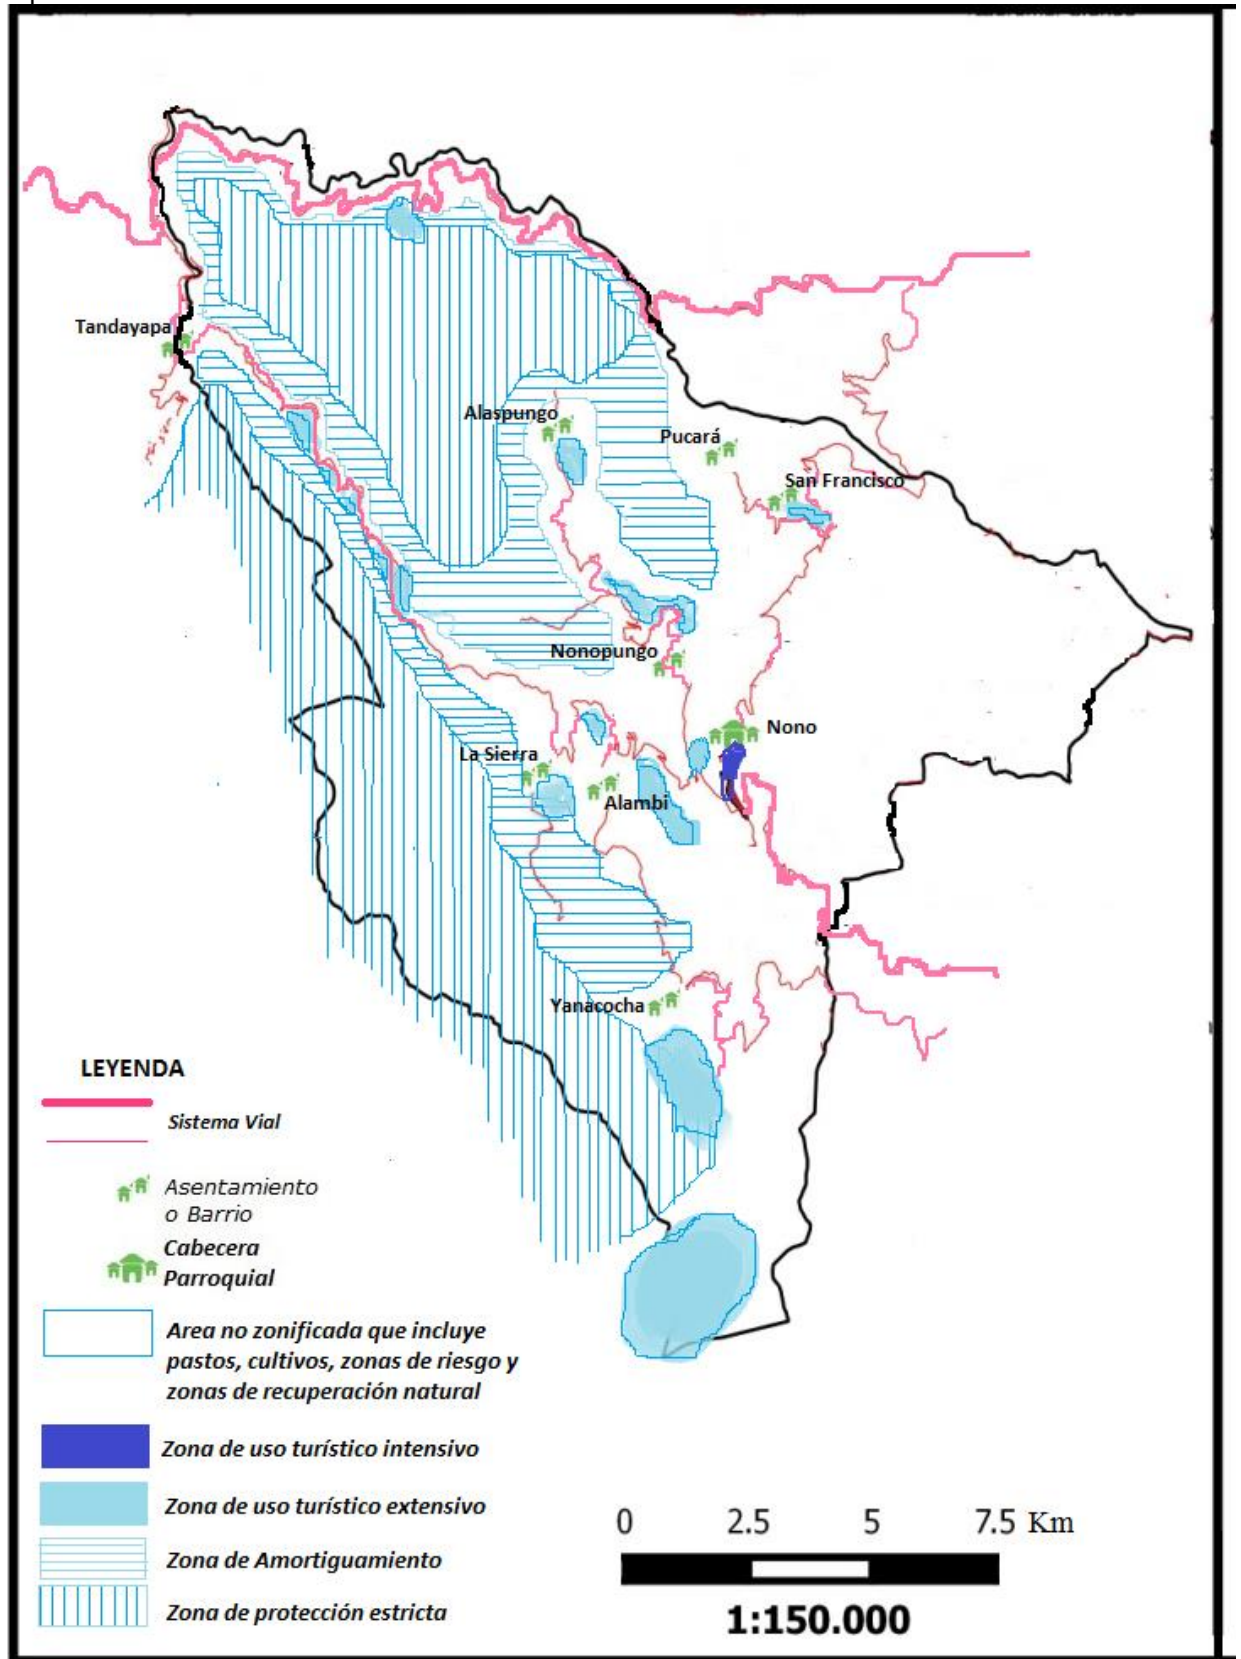 Tandayapa
Alaspungo
Pucará
San Francisco
Nonopungo
Nono
La Sierra
Alambi
Yanacocha
LEYENDA
Sistema Vial
Asentamiento
o Barrio
Cabecera
Parroquial
Area no zonificada que incluye
pastos, cultivos, zonas de riesgo y
zonas de recuperación natural
Zona de uso turístico intensivo
Zona de uso turístico extensivo
Zona de Amortiguamiento
Zona de protección estricta
0 2.5 5 7.5 Km
1:150.000